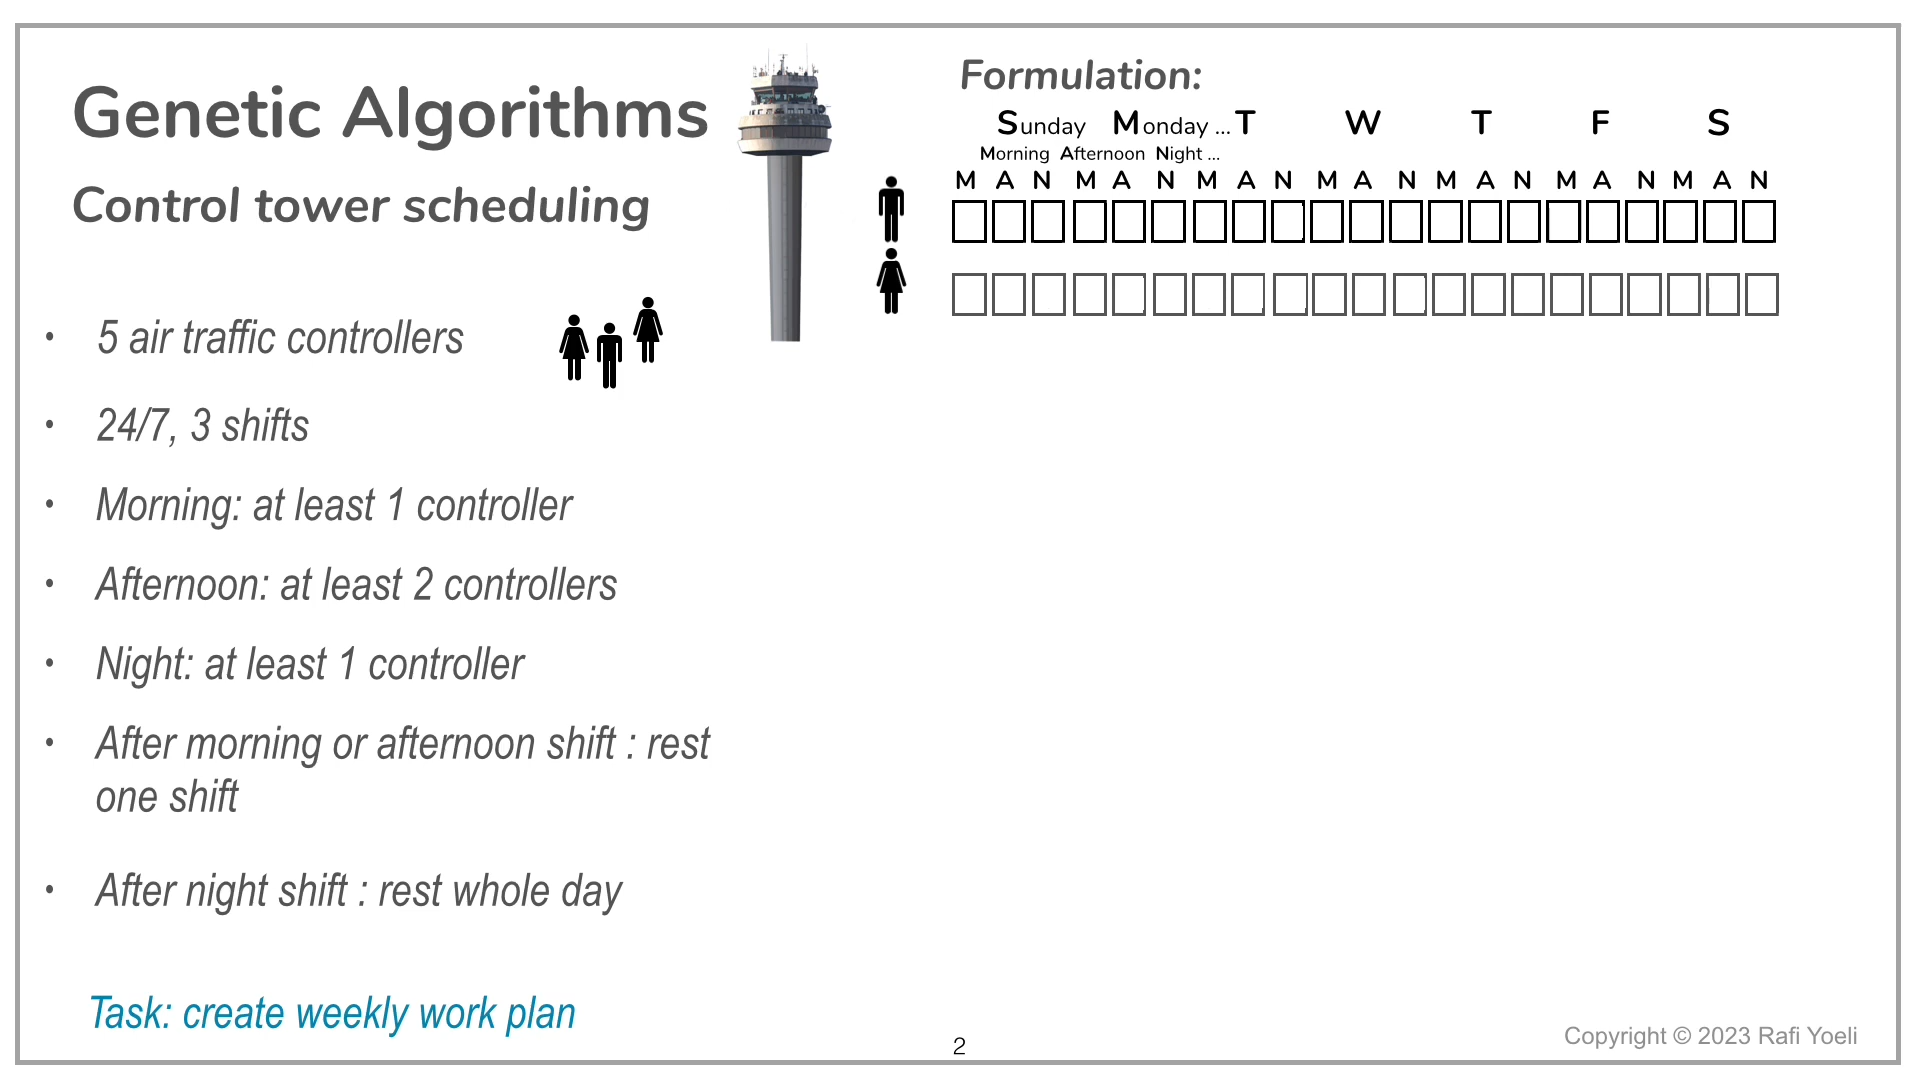 Genetic Algorithms
Control tower scheduling
• 5 air traffic controllers
• 24/7, 3 shifts
• Morning: at least 1 controller
• Afternoon: at least 2 controllers
• Night: at least 1 controller
• After morning or afternoon shift : rest
one shift
• After night shift : rest whole day
Task: create weekly work plan
Formulation:
Sunday Monday ... T W T F S
Morning Afternoon Night ...
M A N M A N M A N M A N M A N M A N M A N
2
Copyright © 2023 Rafi Yoeli